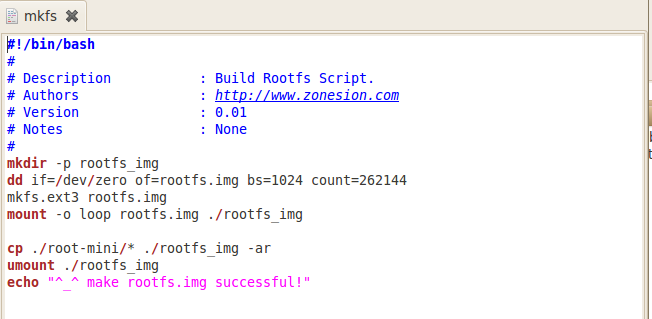 mkfs
#!/bin/bash
#
# Description : Build Rootfs Script.
# Authors : http://www.zonesion.com
# Version : 0.01
# Notes : None
#
mkdir -p rootfs_img
dd if=/dev/zero of=rootfs.img bs=1024 count=262144
mkfs.ext3 rootfs.img
mount -o loop rootfs.img ./rootfs_img
cp ./root-mini/* ./rootfs_img -ar
umount ./rootfs_img
echo "^_^ make rootfs.img successful!"